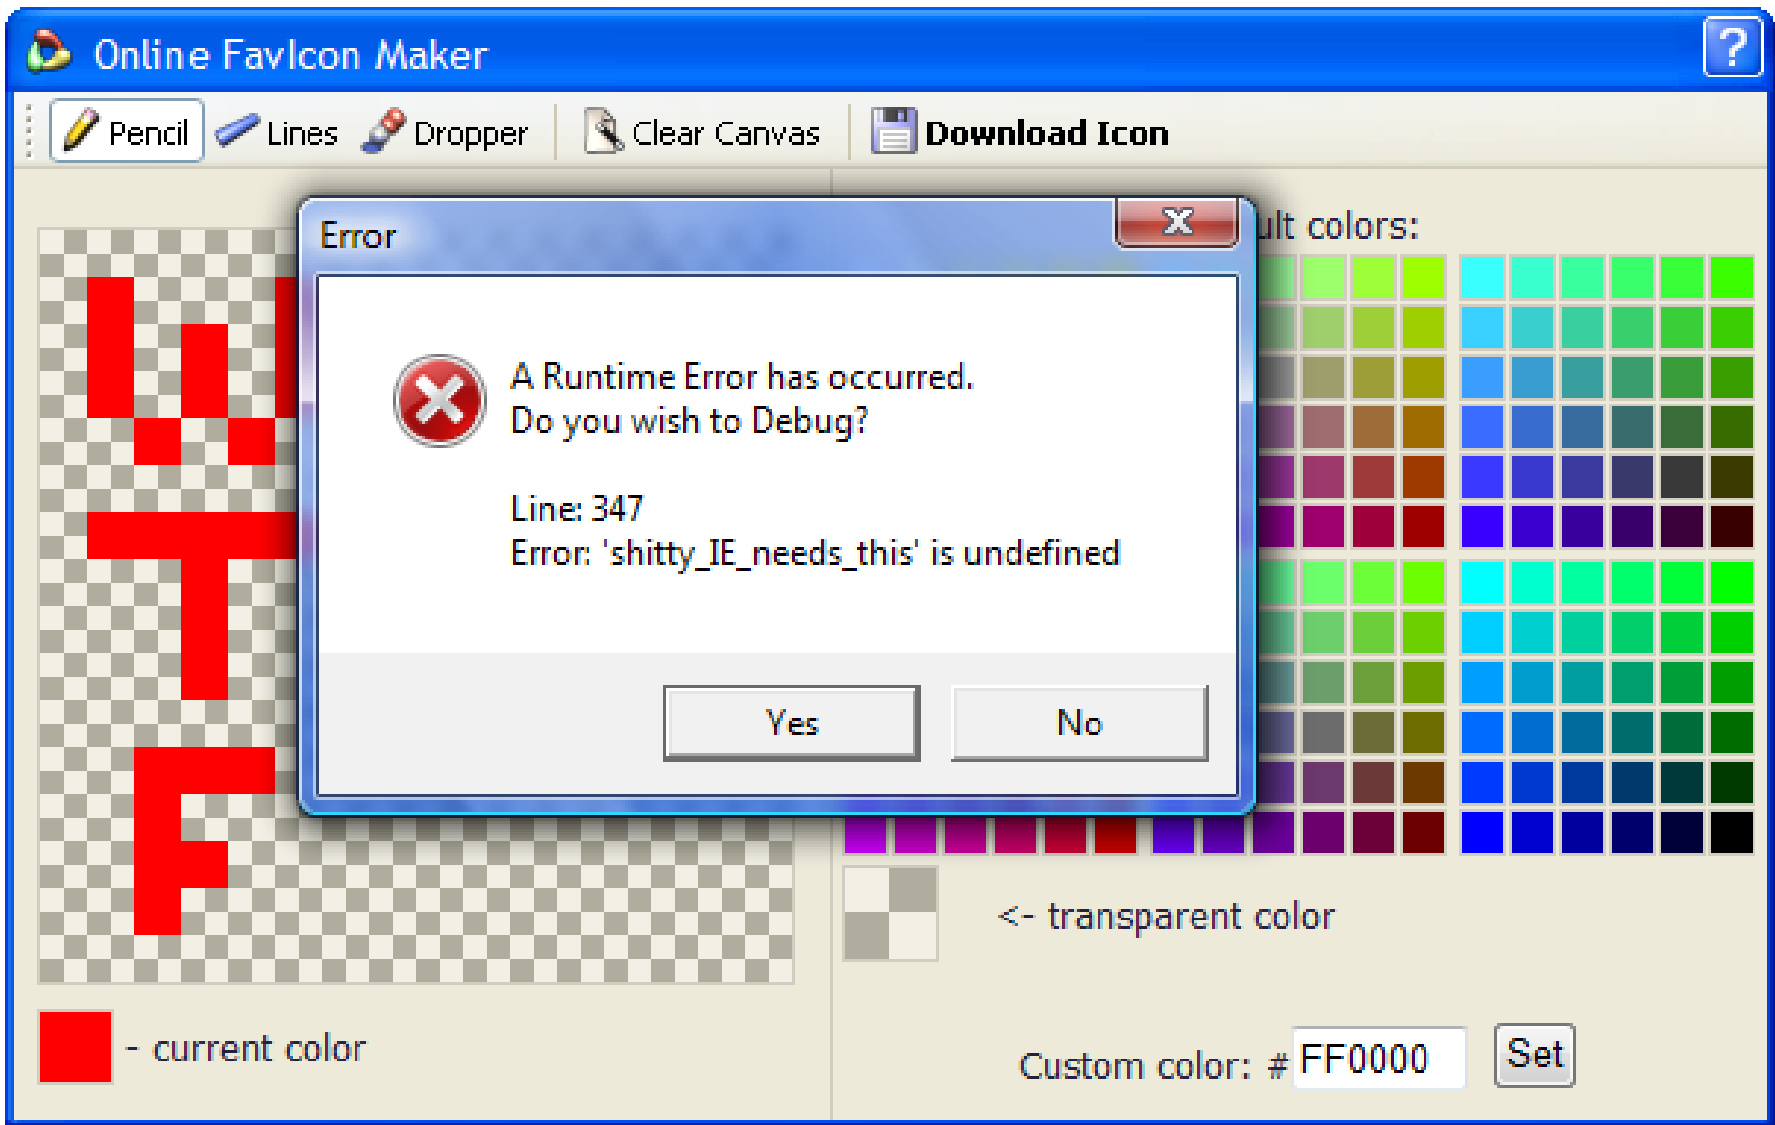 Online FavIcon Maker
?
Pencil Lines Dropper Clear Canvas Download Icon
Error
colors:
A Runtime Error has occurred.
Do you wish to Debug?
Line: 347
Error: 'shitty_IE_needs_this' is undefined
Yes No
W
T
F
<- transparent color
- current color
Custom color: # FF0000 Set